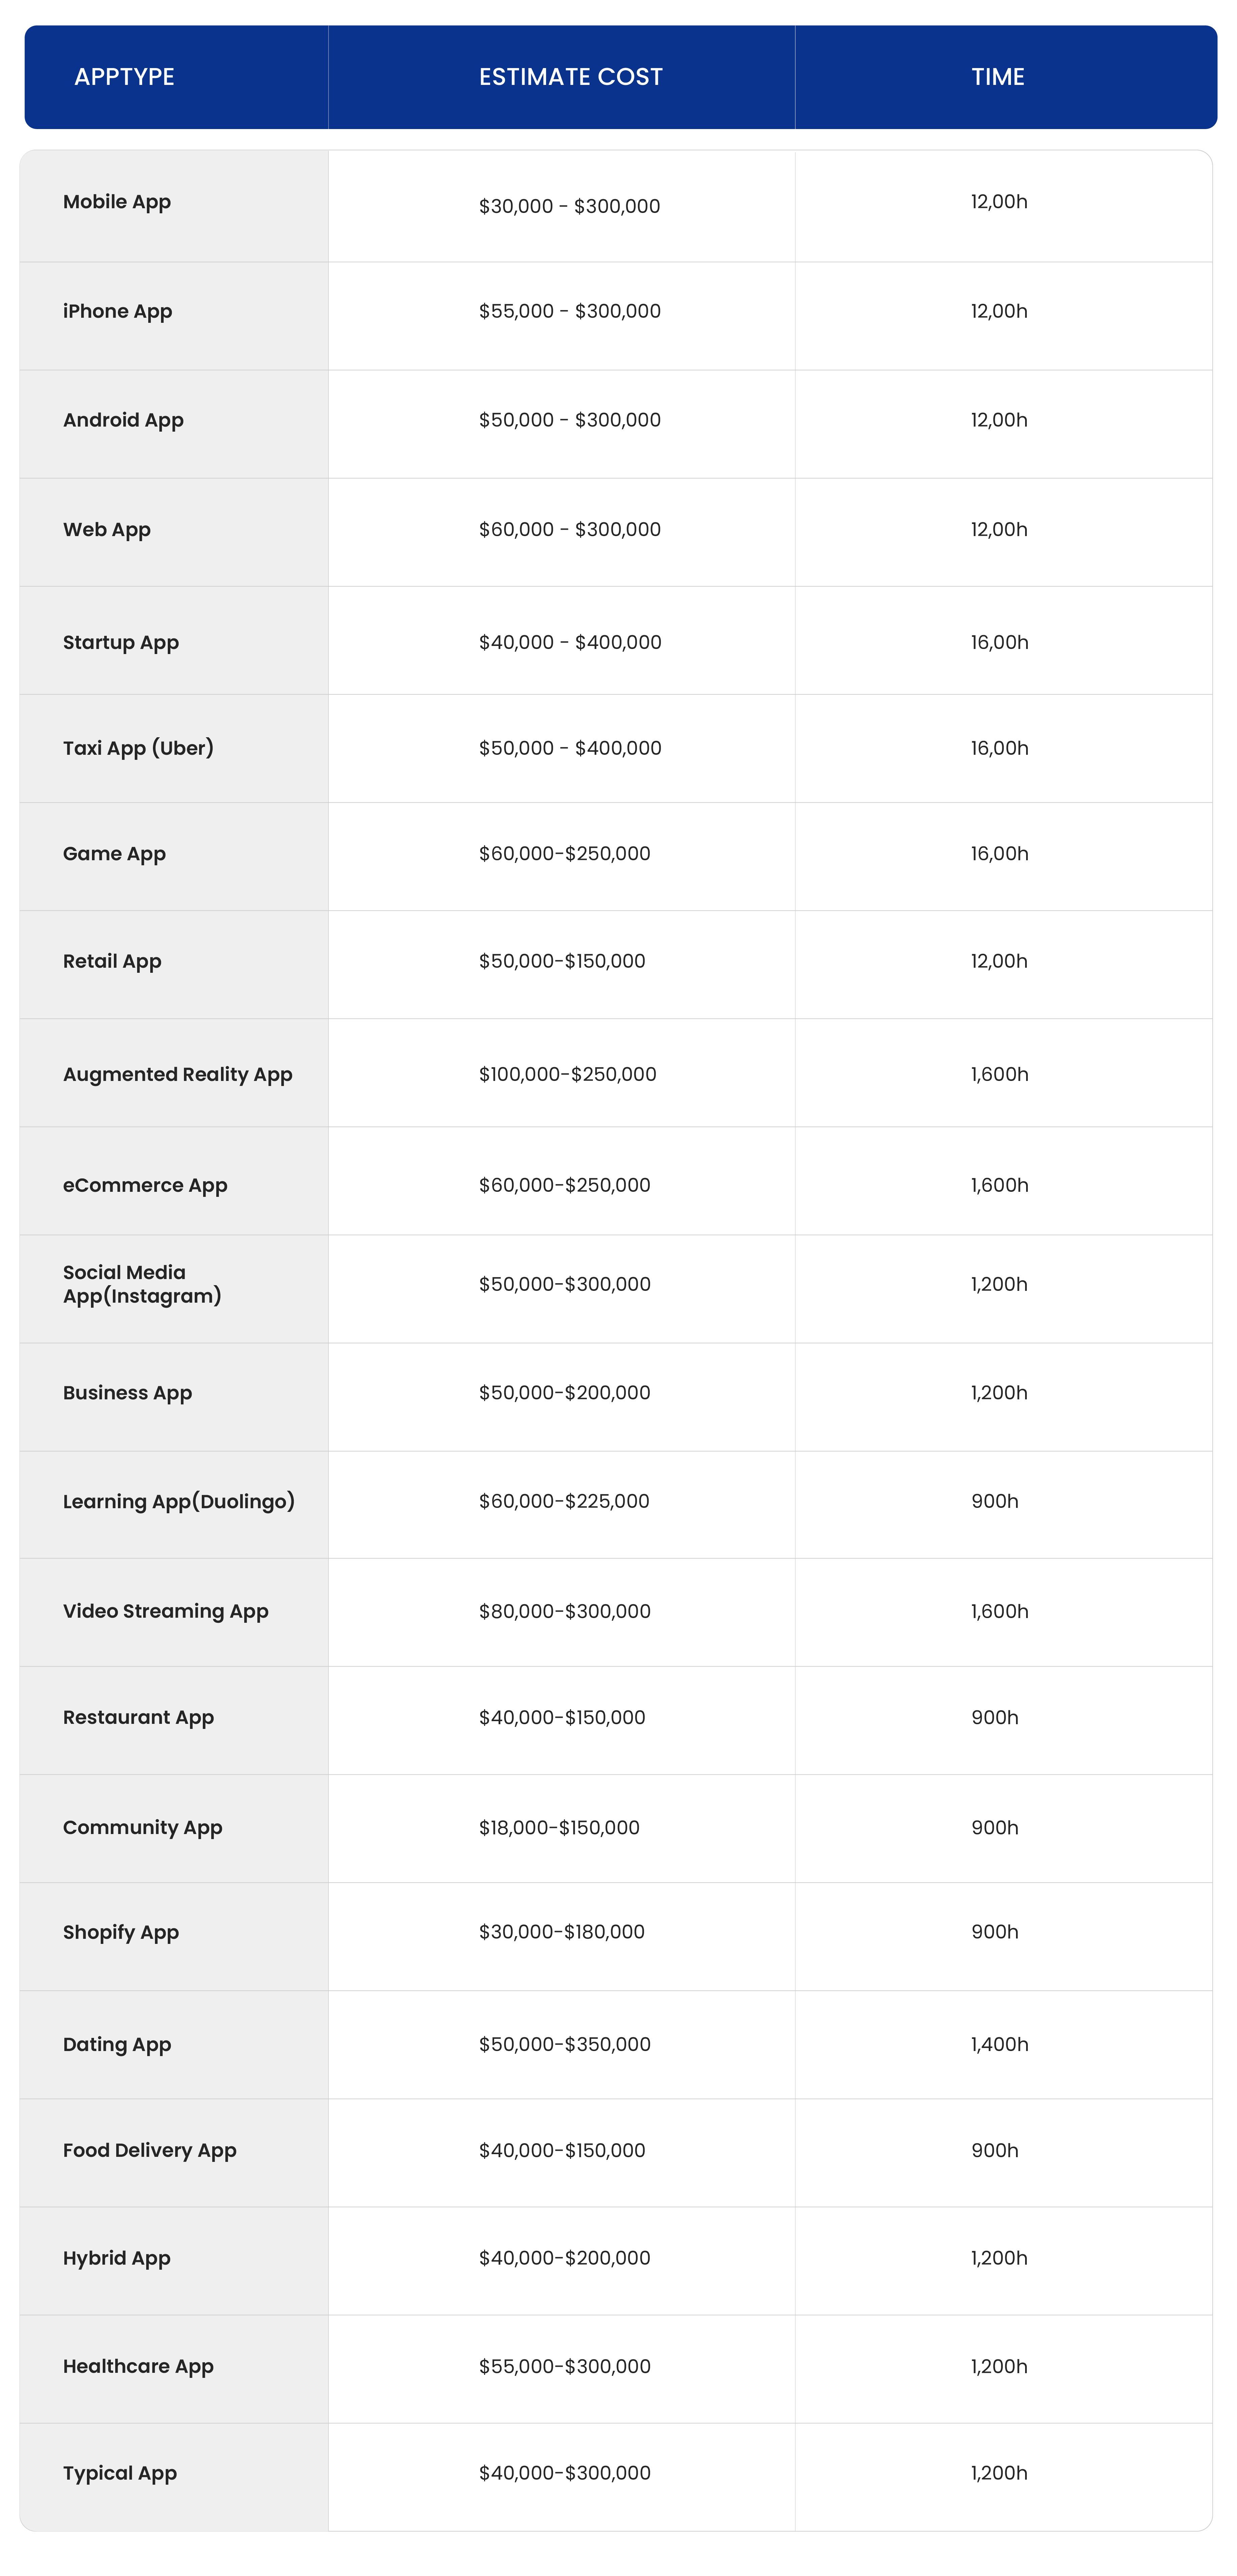 APPTYPE ESTIMATE COST TIME
Mobile App $30,000 - $300,000 12,00h
iPhone App $55,000 - $300,000 12,00h
Android App $50,000 - $300,000 12,00h
Web App $60,000 - $300,000 12,00h
Startup App $40,000 - $400,000 16,00h
Taxi App (Uber) $50,000 - $400,000 16,00h
Game App $60,000-$250,000 16,00h
Retail App $50,000-$150,000 12,00h
Augmented Reality App $100,000-$250,000 1,600h
eCommerce App $60,000-$250,000 1,600h
Social Media
App(Instagram) $50,000-$300,000 1,200h
Business App $50,000-$200,000 1,200h
Learning App(Duolingo) $60,000-$225,000 900h
Video Streaming App $80,000-$300,000 1,600h
Restaurant App $40,000-$150,000 900h
Community App $18,000-$150,000 900h
Shopify App $30,000-$180,000 900h
Dating App $50,000-$350,000 1,400h
Food Delivery App $40,000-$150,000 900h
Hybrid App $40,000-$200,000 1,200h
Healthcare App $55,000-$300,000 1,200h
Typical App $40,000-$300,000 1,200h